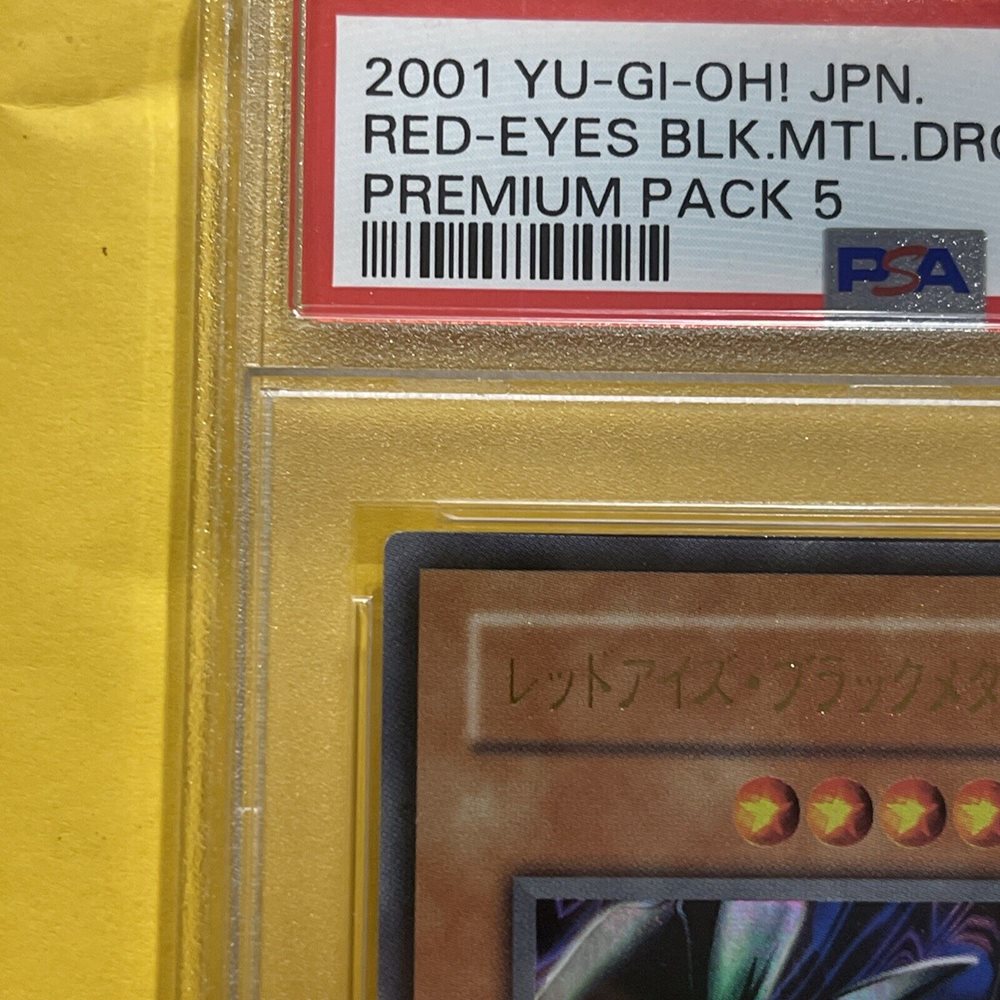 2001 YU-GI-OH! JPN.
RED-EYES BLK.MTL.DR
PREMIUM PACK 5
PSA
レッドアイズ・ブラックメタ